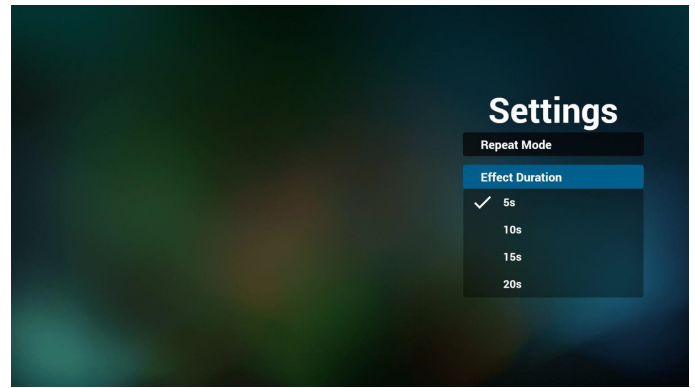 Settings
Repeat Mode
Effect Duration
5s
10s
15s
20s